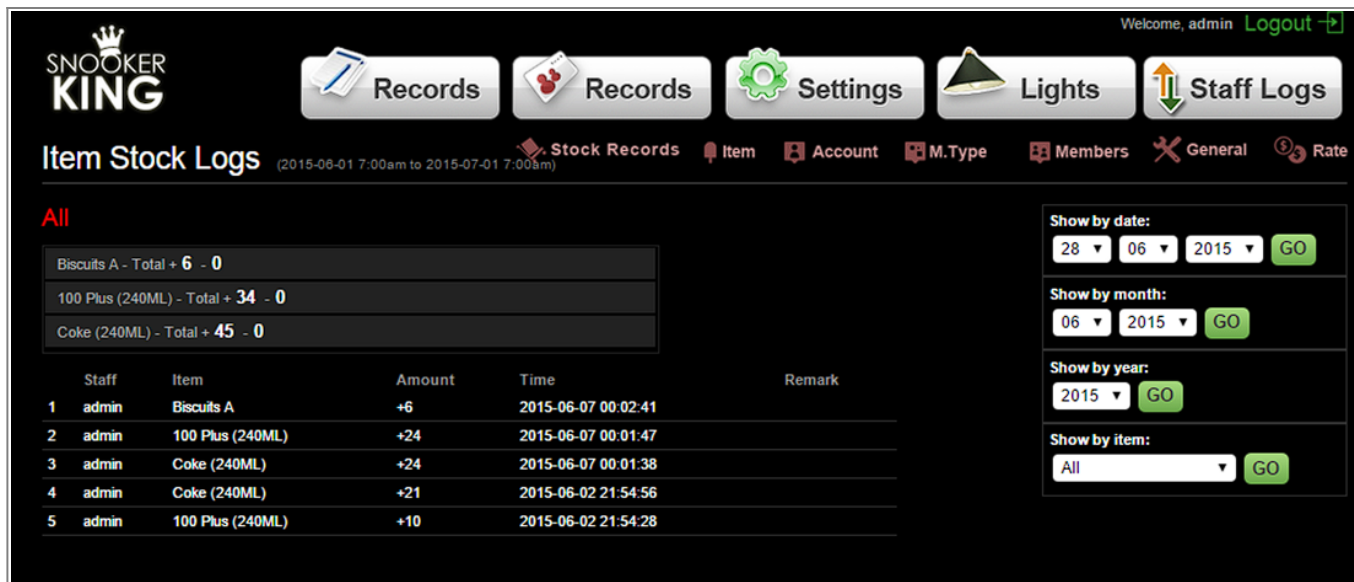 Welcome, admin Logout
SNOOKER
KING
Records Records Settings Lights Staff Logs
Item Stock Logs (2015-06-01 7:00am to 2015-07-01 7:00am)
Stock Records Item Account M.Type Members General Rate
All
Biscuits A - Total + 6 - 0
100 Plus (240ML) - Total + 34 - 0
Coke (240ML) - Total + 45 - 0
Staff Item Amount Time Remark
1 admin Biscuits A +6 2015-06-07 00:02:41
2 admin 100 Plus (240ML) +24 2015-06-07 00:01:47
3 admin Coke (240ML) +24 2015-06-07 00:01:38
4 admin Coke (240ML) +21 2015-06-02 21:54:56
5 admin 100 Plus (240ML) +10 2015-06-02 21:54:28
Show by date:
28 06 2015 GO
Show by month:
06 2015 GO
Show by year:
2015 GO
Show by item:
All GO